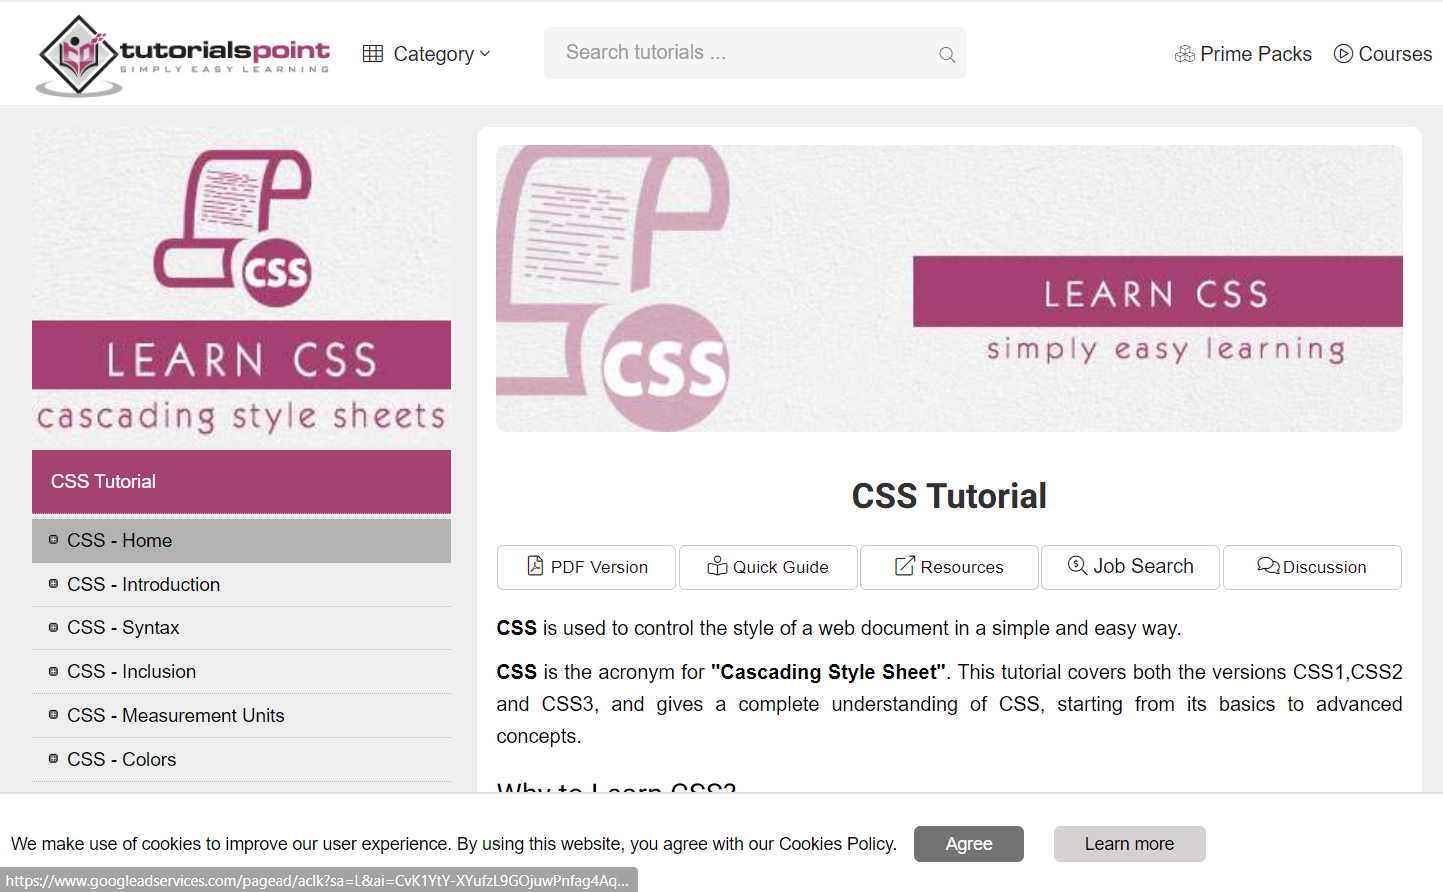 tutorialspoint
SIMPLY EASY LEARNING
Category
Search tutorials ...
Prime Packs
Courses
CSS
LEARN CSS
cascading style sheets
CSS Tutorial
CSS - Home
CSS - Introduction
CSS - Syntax
CSS - Inclusion
CSS - Measurement Units
CSS - Colors
CSS
LEARN CSS
simply easy learning
CSS Tutorial
PDF Version
Quick Guide
Resources
Job Search
Discussion
CSS is used to control the style of a web document in a simple and easy way.
CSS is the acronym for "Cascading Style Sheet". This tutorial covers both the versions CSS1,CSS2
and CSS3, and gives a complete understanding of CSS, starting from its basics to advanced
concepts.
Why to Learn CSS?
We make use of cookies to improve our user experience. By using this website, you agree with our Cookies Policy.
Agree
Learn more
https://www.googleadservices.com/pagead/aclk?sa=L&ai=CvK1YtY-XYufzL9GOjuwPnfag4Aq...